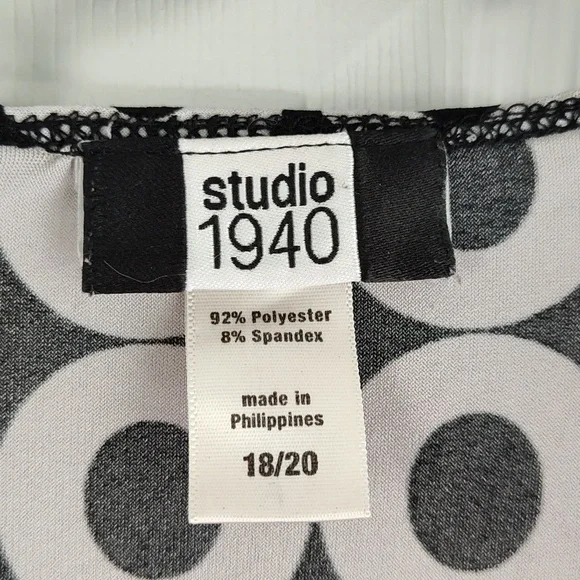 studio
1940
92% Polyester
8% Spandex
made in
Philippines
18/20